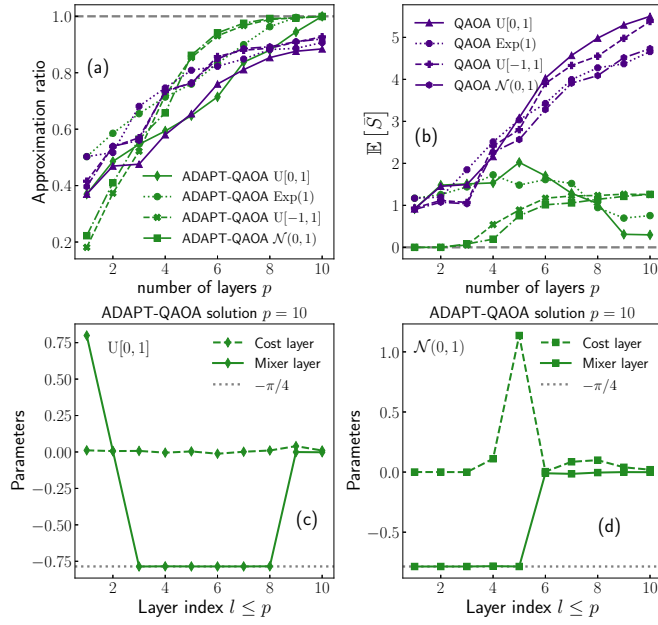 (a)
Approximation ratio
1.0
0.8
0.6
0.4
0.2
ADAPT-QAOA U[0, 1]
ADAPT-QAOA Exp(1)
ADAPT-QAOA U[−1, 1]
ADAPT-QAOA 𝒩(0, 1)
2 4 6 8 10
number of layers p
(b)
𝔼 [S̅]
5
4
3
2
1
0
QAOA U[0, 1]
QAOA Exp(1)
QAOA U[−1, 1]
QAOA 𝒩(0, 1)
2 4 6 8 10
number of layers p
ADAPT-QAOA solution p = 10
U[0, 1]
Cost layer
Mixer layer
−π/4
Parameters
0.75
0.50
0.25
0.00
−0.25
−0.50
−0.75
(c)
2 4 6 8 10
Layer index l ≤ p
ADAPT-QAOA solution p = 10
𝒩(0, 1)
Cost layer
Mixer layer
−π/4
Parameters
1.0
0.5
0.0
−0.5
(d)
2 4 6 8 10
Layer index l ≤ p